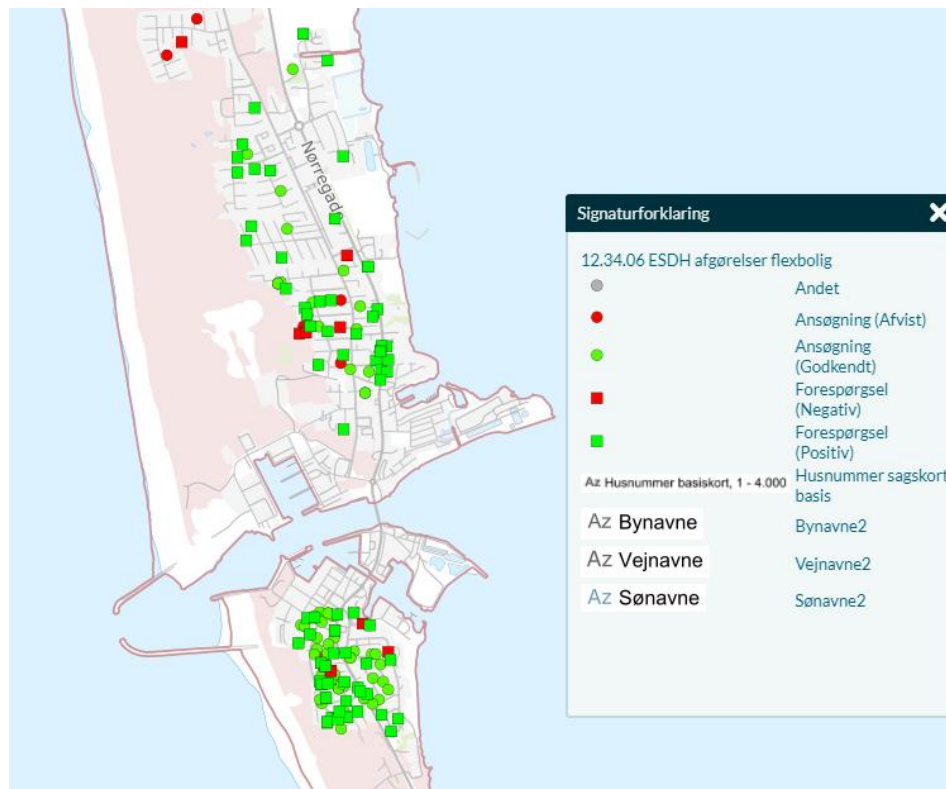 Nørregade
Signaturforklaring
12.34.06 ESDH afgørelser flexbolig
Andet
Ansøgning (Afvist)
Ansøgning
(Godkendt)
Forespørgsel
(Negativ)
Forespørgsel
(Positiv)
Az Husnummer basiskort, 1 - 4.000 Husnummer sagskort
basis
Az Bynavne Bynavne2
Az Vejnavne Vejnavne2
Az Sønavne Sønavne2